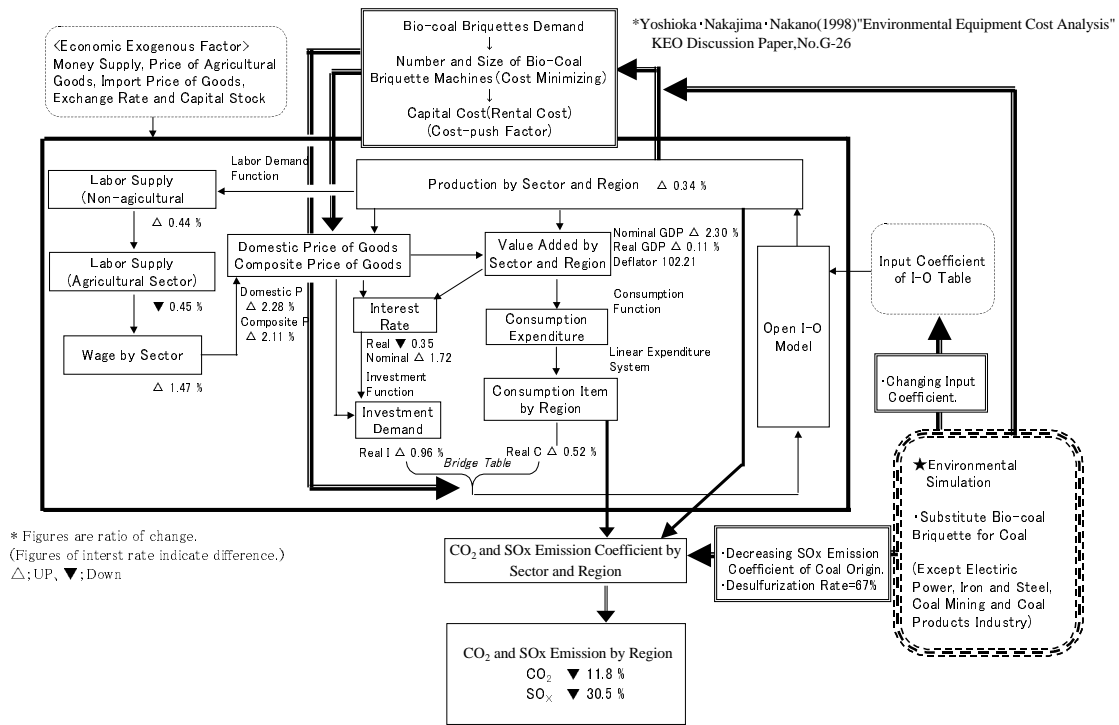 Bio-coal Briquettes Demand
↓
Number and Size of Bio-Coal
Briquette Machines(Cost Minimizing)
↓
Capital Cost(Rental Cost)
(Cost-push Factor)
*Yoshioka·Nakajima·Nakano(1998)"Environmental Equipment Cost Analysis"
KEO Discussion Paper,No.G-26
<Economic Exogenous Factor>
Money Supply, Price of Agricultural
Goods, Import Price of Goods,
Exchange Rate and Capital Stock
Labor Demand
Function
Production by Sector and Region △ 0.34 %
Labor Supply
(Non-agicultural
△ 0.44 %
Labor Supply
(Agricultural Sector)
▼ 0.45 %
Wage by Sector
△ 1.47 %
Domestic Price of Goods
Composite Price of Goods
Domestic P
△ 2.28 %
Composite P
△ 2.11 %
Value Added by
Sector and Region
Nominal GDP △ 2.30 %
Real GDP △ 0.11 %
Deflator 102.21
Interest
Rate
Real ▼ 0.35
Nominal △ 1.72
Investment
Function
Investment
Demand
Real I △ 0.96 %
Consumption
Function
Consumption
Expenditure
Linear Expenditure
System
Consumption Item
by Region
Real C △ 0.52 %
Bridge Table
Open I-O
Model
Input Coefficient
of I-O Table
·Changing Input
Coefficient.
★Environmental
Simulation
·Substitute Bio-coal
Briquette for Coal
(Except Electric
Power, Iron and Steel,
Coal Mining and Coal
Products Industry)
·Decreasing SOx Emission
Coefficient of Coal Origin.
·Desulfurization Rate=67%
* Figures are ratio of change.
(Figures of interst rate indicate difference.)
△; UP、▼; Down
CO₂ and SOx Emission Coefficient by
Sector and Region
CO₂ and SOx Emission by Region
CO₂ ▼ 11.8 %
SOₓ ▼ 30.5 %